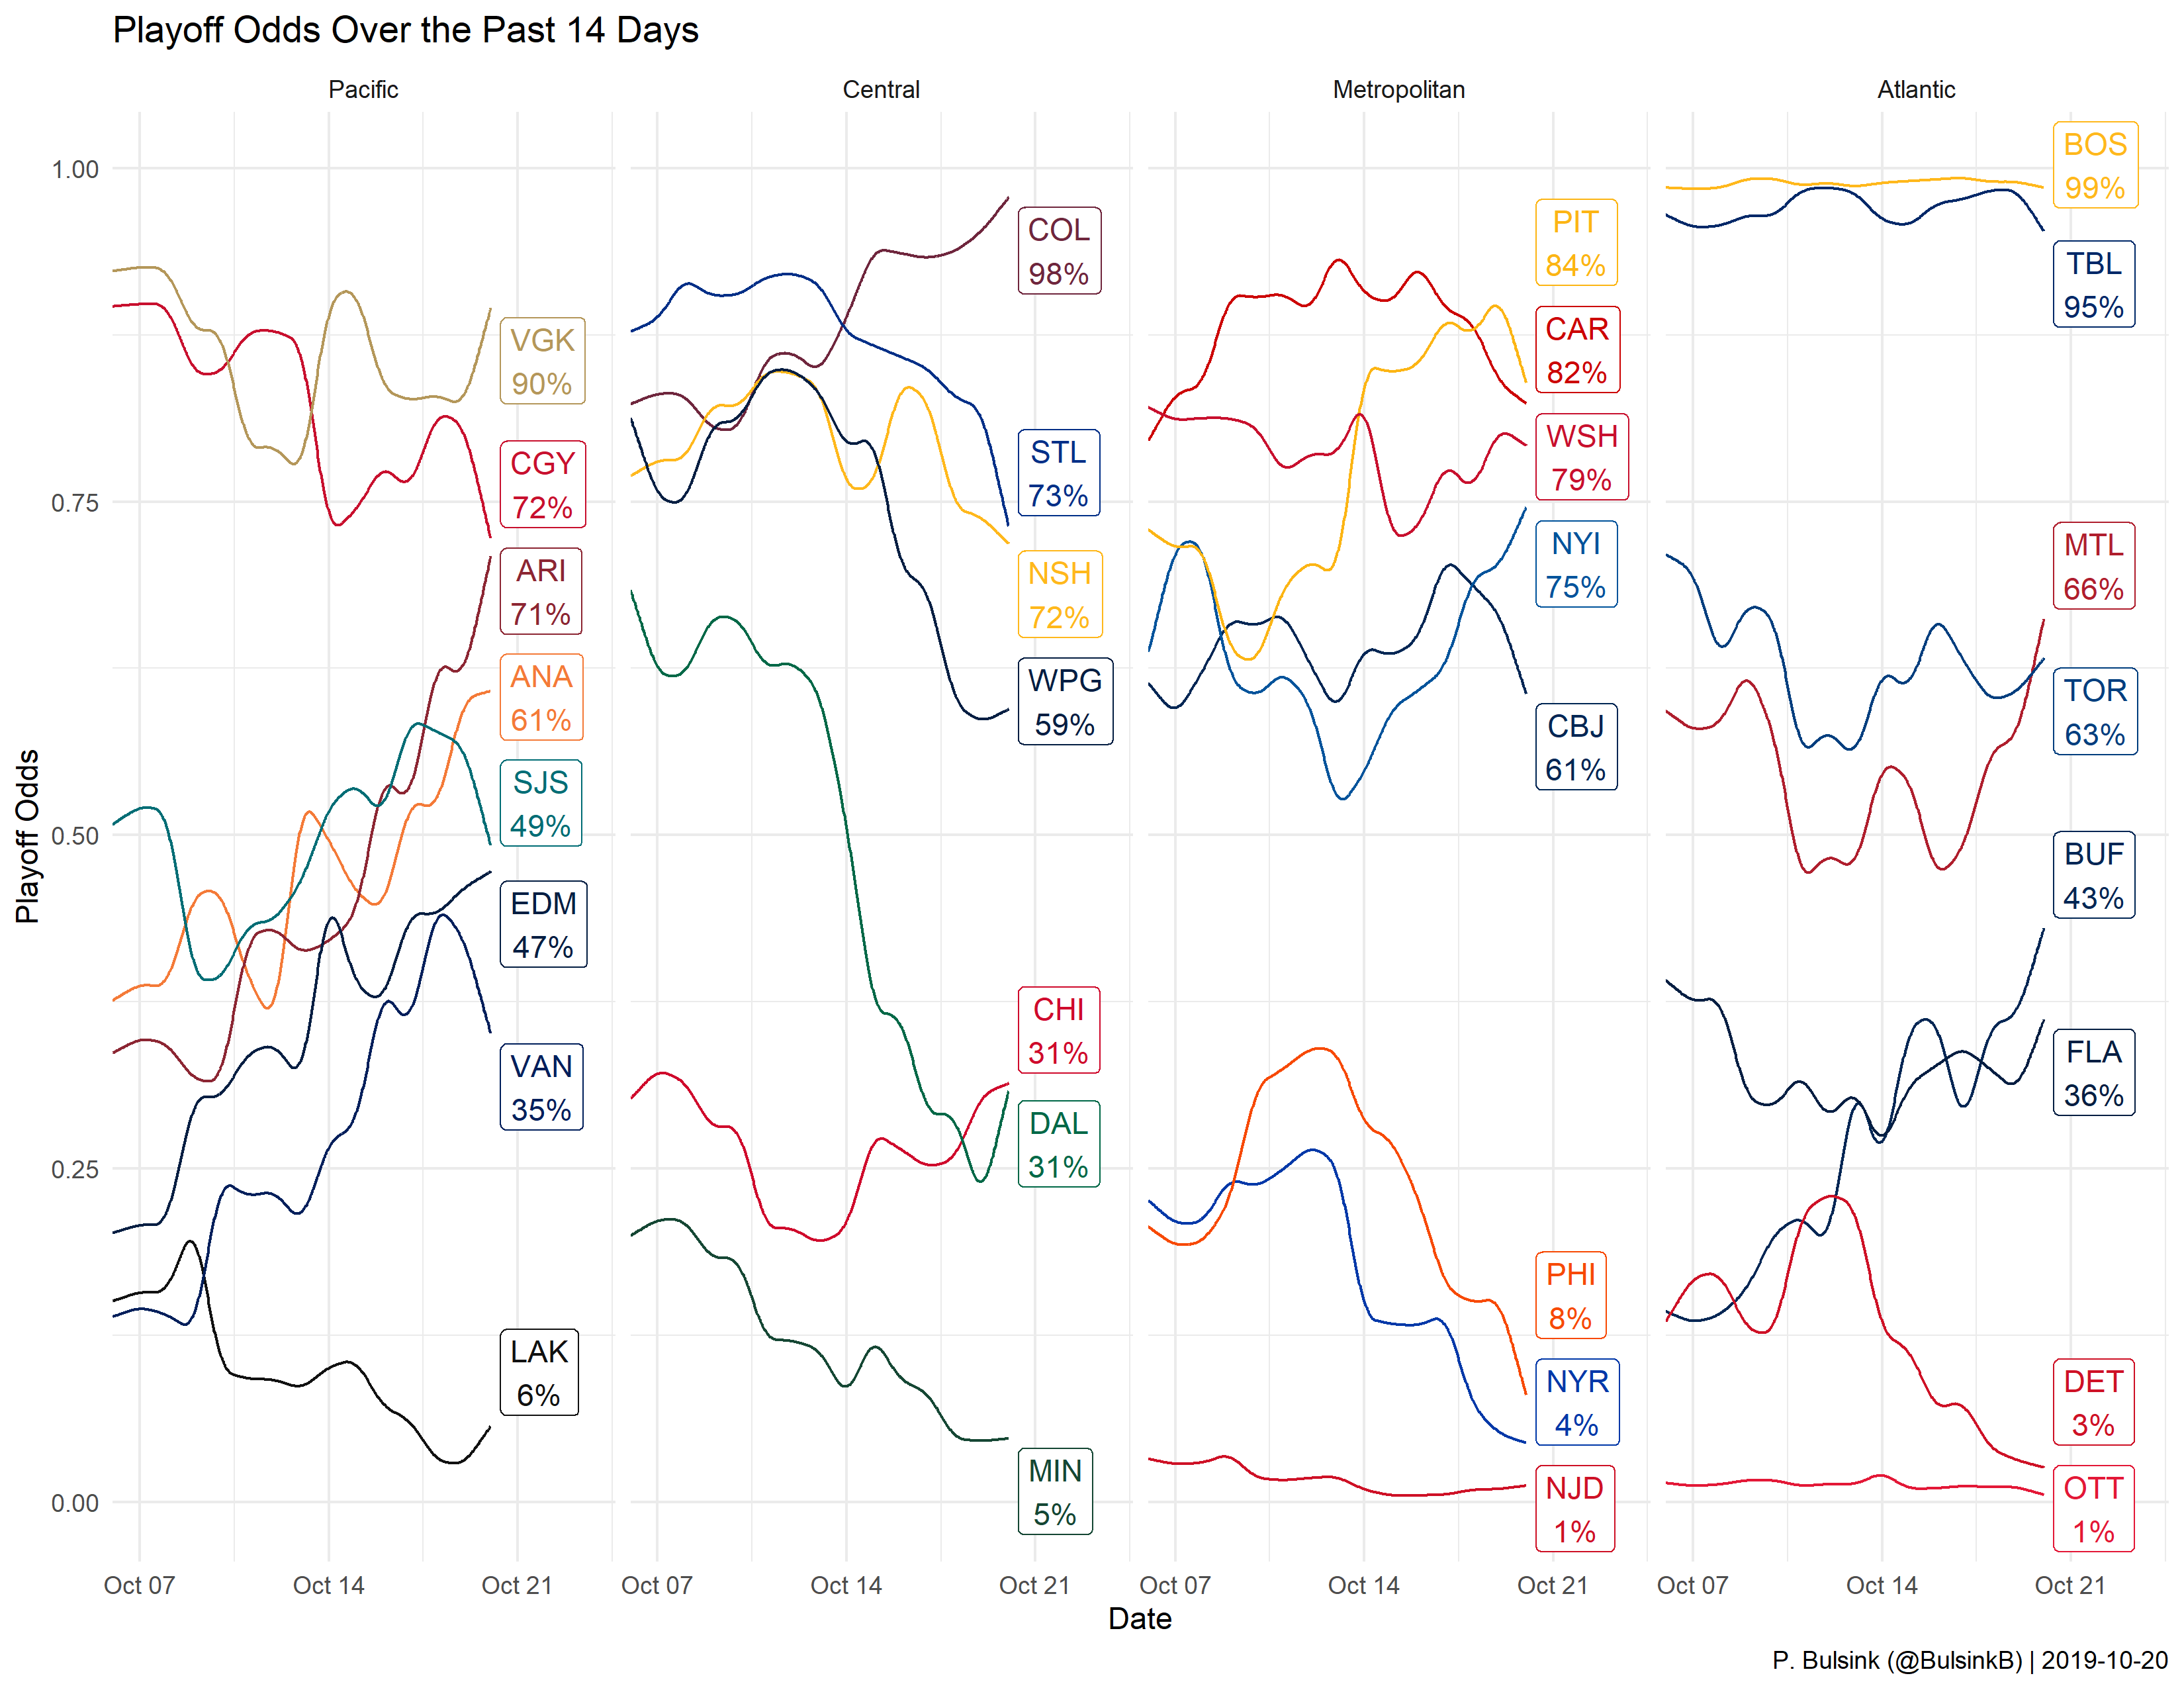 Playoff Odds Over the Past 14 Days
Pacific
Central
Metropolitan
Atlantic
Playoff Odds
1.00
0.75
0.50
0.25
0.00
VGK
90%
CGY
72%
ARI
71%
ANA
61%
SJS
49%
EDM
47%
VAN
35%
LAK
6%
COL
98%
STL
73%
NSH
72%
WPG
59%
CHI
31%
DAL
31%
MIN
5%
PIT
84%
CAR
82%
WSH
79%
NYI
75%
CBJ
61%
PHI
8%
NYR
4%
NJD
1%
BOS
99%
TBL
95%
MTL
66%
TOR
63%
BUF
43%
FLA
36%
DET
3%
OTT
1%
Oct 07
Oct 14
Oct 21
Oct 07
Oct 14
Oct 21
Oct 07
Oct 14
Oct 21
Oct 07
Oct 14
Oct 21
Date
P. Bulsink (@BulsinkB) | 2019-10-20